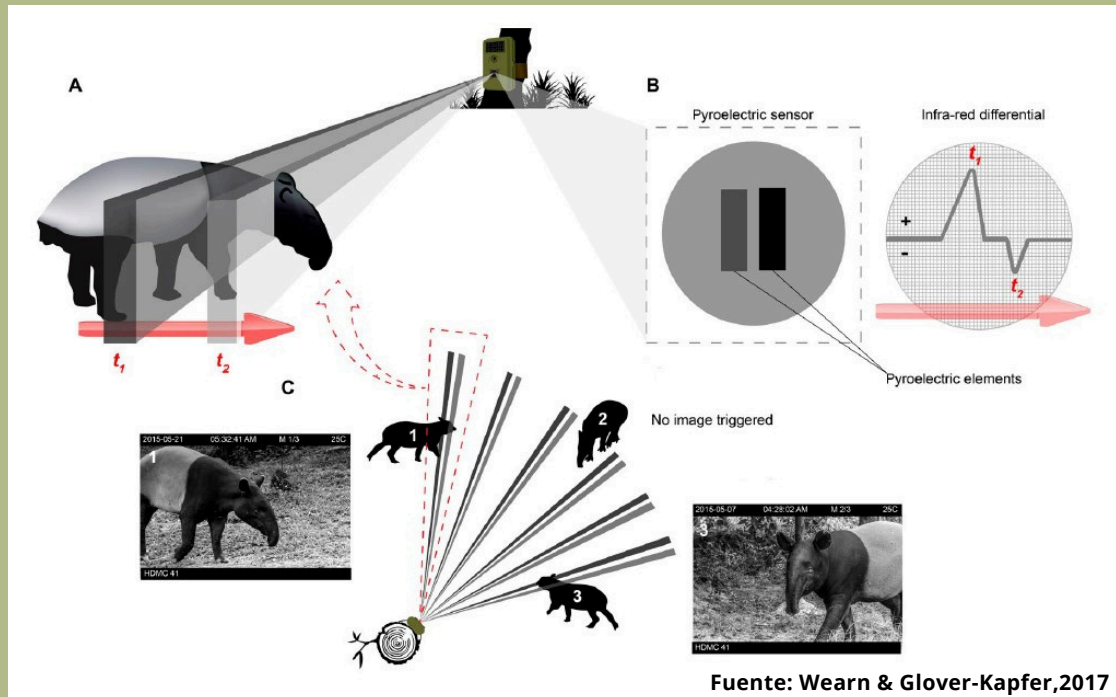 A
B
Pyroelectric sensor
Infra-red differential
t1
+
-
t2
t1
t2
Pyroelectric elements
C
1
2
No image triggered
3
2015-05-21 05:32:41 AM M 1/3 25C
1
HDMC 41
2015-05-07 04:28:02 AM M 2/3 25C
3
HDMC 41
Fuente: Wearn & Glover-Kapfer,2017